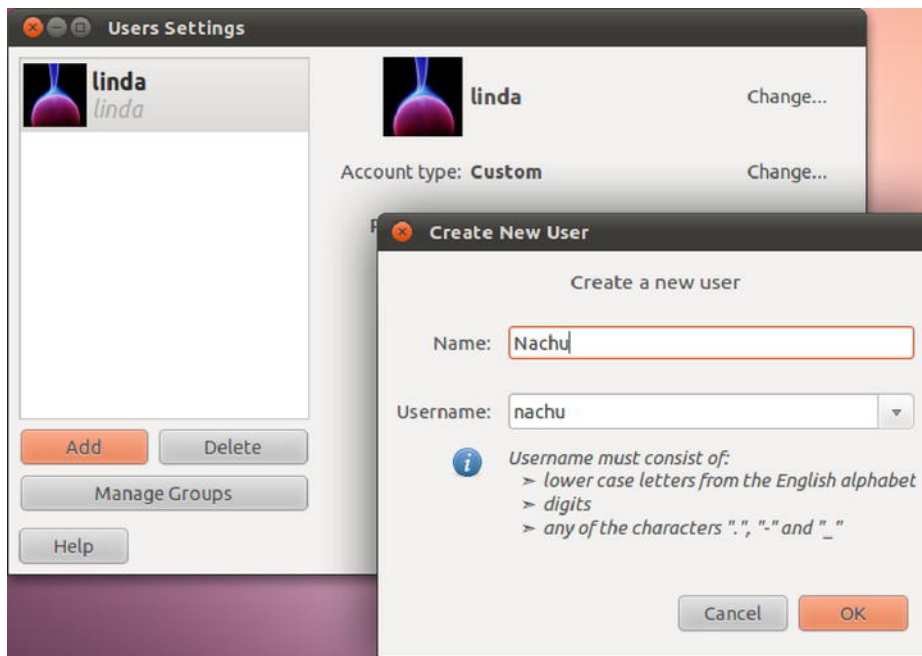 Users Settings
linda
linda
linda
Change...
Account type: Custom
Change...
Create New User
Create a new user
Name:
Nachu
Username:
nachu
Username must consist of:
➣ lower case letters from the English alphabet
➣ digits
➣ any of the characters ".", "-" and "_"
Cancel
OK
Add
Delete
Manage Groups
Help